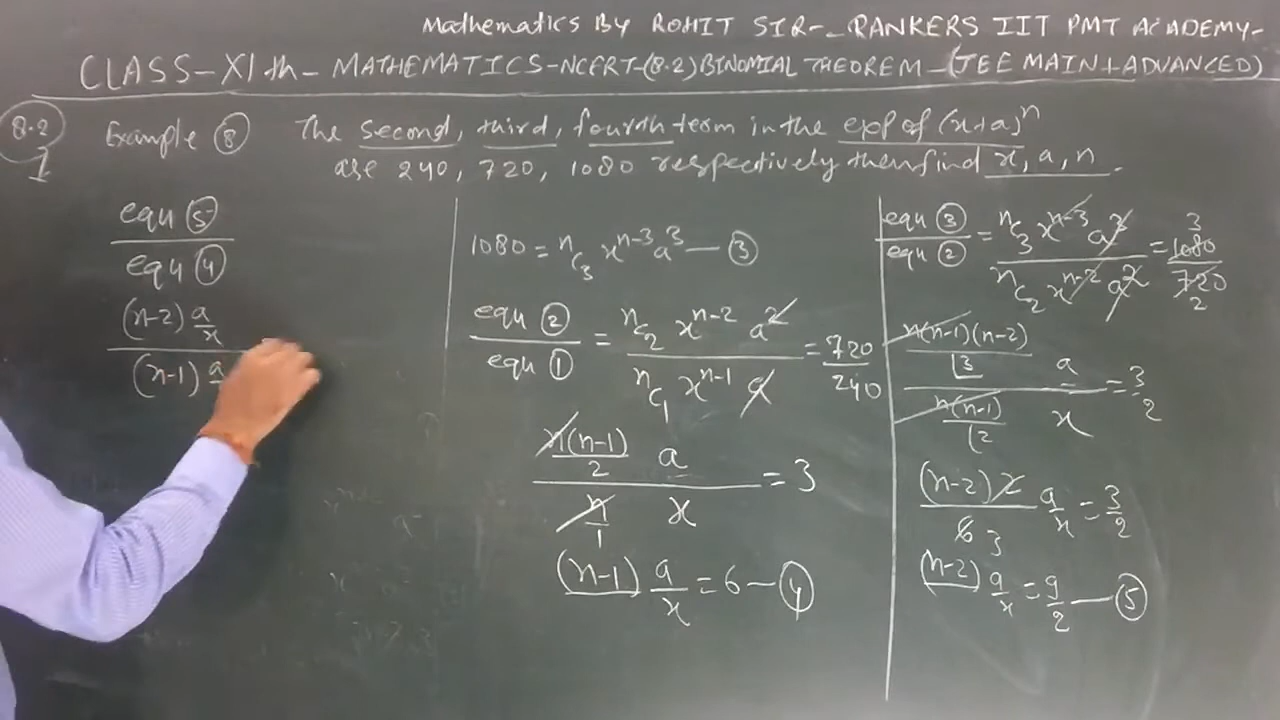 Mathematics By ROHIT SIR-_RANKERS IIT PMT ACADEMY-
CLASS-XIth-MATHEMATICS-NCERT-(8.2) BINOMIAL THEOREM-(JEE MAIN+ADVANCED)
8.2
1
Example 8 The second, third, fourth term in the exp of (x+a)^n
are 240, 720, 1080 respectively then find x, a, n.
equ 5
equ 4
(n-2) a/x
(n-1) a
1080 = nC3 x^(n-3) a^3 — 3
equ 2 / equ 1 = nC2 x^(n-2) a^2 / nC1 x^(n-1) a = 720/240
n(n-1)/2 a / n/1 x = 3
(n-1) a/x = 6 — 4
equ 3 / equ 2 = nC3 x^(n-3) a^3 / nC2 x^(n-2) a^2 = 3 1080 / 720 2
n(n-1)(n-2)/⌊3 a / n(n-1)/⌊2 x = 3/2
(n-2) 2 / 6 3 a/x = 3/2
(n-2) a/x = 9/2 — 5